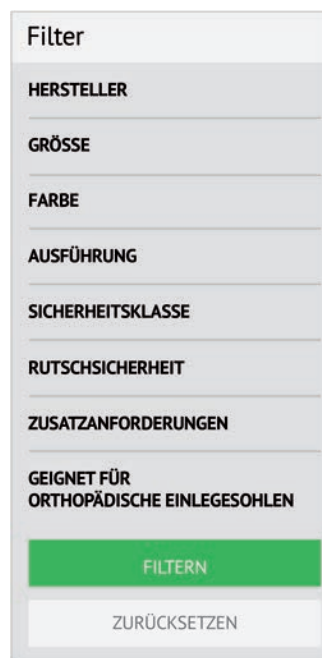 Filter
HERSTELLER
GRÖSSE
FARBE
AUSFÜHRUNG
SICHERHEITSKLASSE
RUTSCHSICHERHEIT
ZUSATZANFORDERUNGEN
GEIGNET FÜR
ORTHOPÄDISCHE EINLEGESOHLEN
FILTERN
ZURÜCKSETZEN